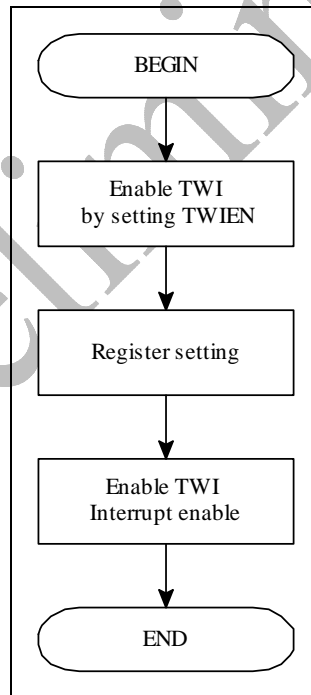 BEGIN
Enable TWI
by setting TWIEN
Register setting
Enable TWI
Interrupt enable
END